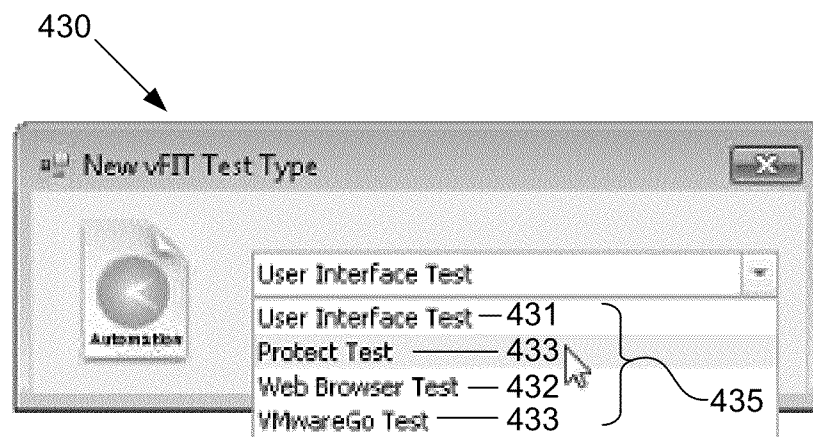 430
New vFIT Test Type
Automation
User Interface Test
User Interface Test 431
Protect Test 433
Web Browser Test 432
VMwareGo Test 433
435